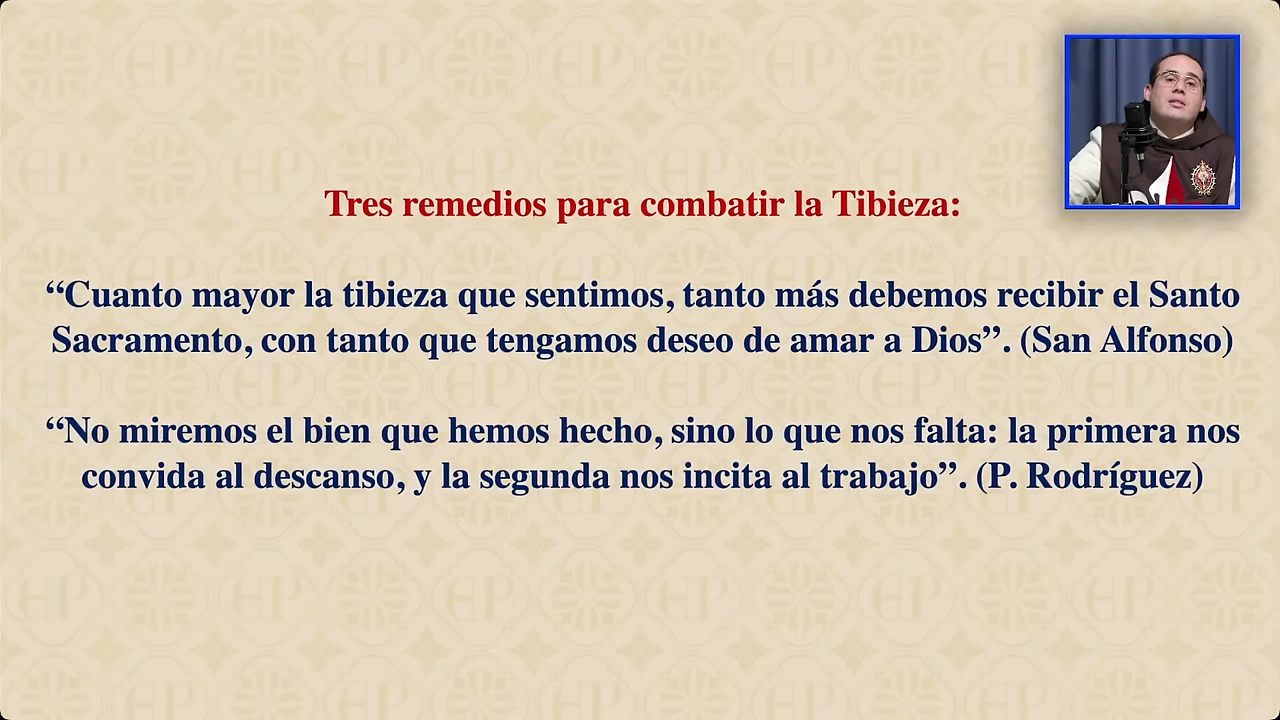 Tres remedios para combatir la Tibieza:
“Cuanto mayor la tibieza que sentimos, tanto más debemos recibir el Santo
Sacramento, con tanto que tengamos deseo de amar a Dios”. (San Alfonso)
“No miremos el bien que hemos hecho, sino lo que nos falta: la primera nos
convida al descanso, y la segunda nos incita al trabajo”. (P. Rodríguez)